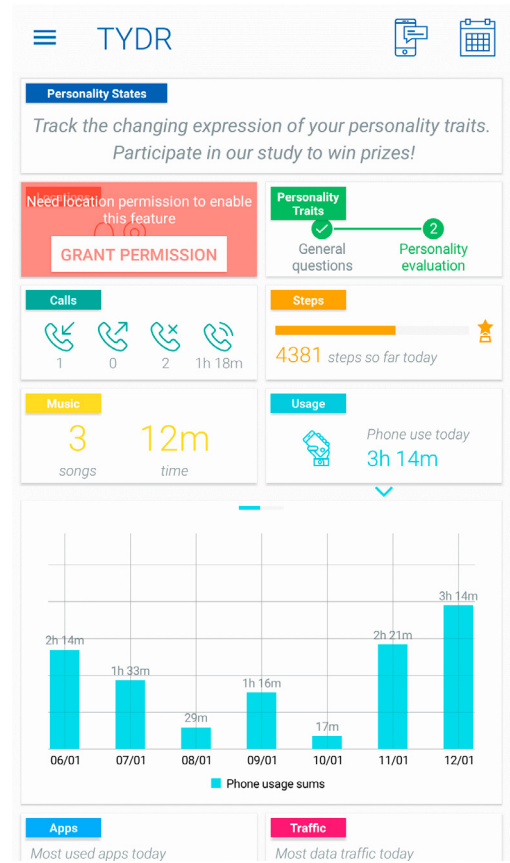 TYDR
Personality States
Track the changing expression of your personality traits.
Participate in our study to win prizes!
Locations
Need location permission to enable
this feature
GRANT PERMISSION
Personality
Traits
2
General
questions
Personality
evaluation
Calls
1 0 2 1h 18m
Steps
4381 steps so far today
Music
3 12m
songs time
Usage
Phone use today
3h 14m
2h 14m 1h 33m 29m 1h 16m 17m 2h 21m 3h 14m
06/01 07/01 08/01 09/01 10/01 11/01 12/01
Phone usage sums
Apps
Most used apps today
Traffic
Most data traffic today